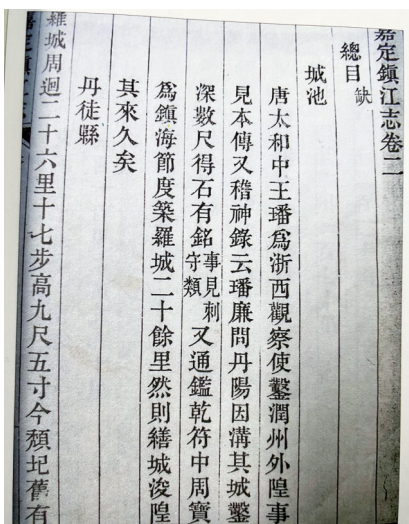 嘉定鎮江志卷二
總目缺
城池
唐太和中王璠爲浙西觀察使鑿潤州外隍事
見本傳又稽神錄云璠廉問丹陽因溝其城鑿
深數尺得石有銘事見刺守類又通鑑乾符中周寶
爲鎮海節度築羅城二十餘里然則繕城浚隍
其來久矣
丹徒縣
羅城周迴二十六里十七步高九尺五寸今頹圮舊有